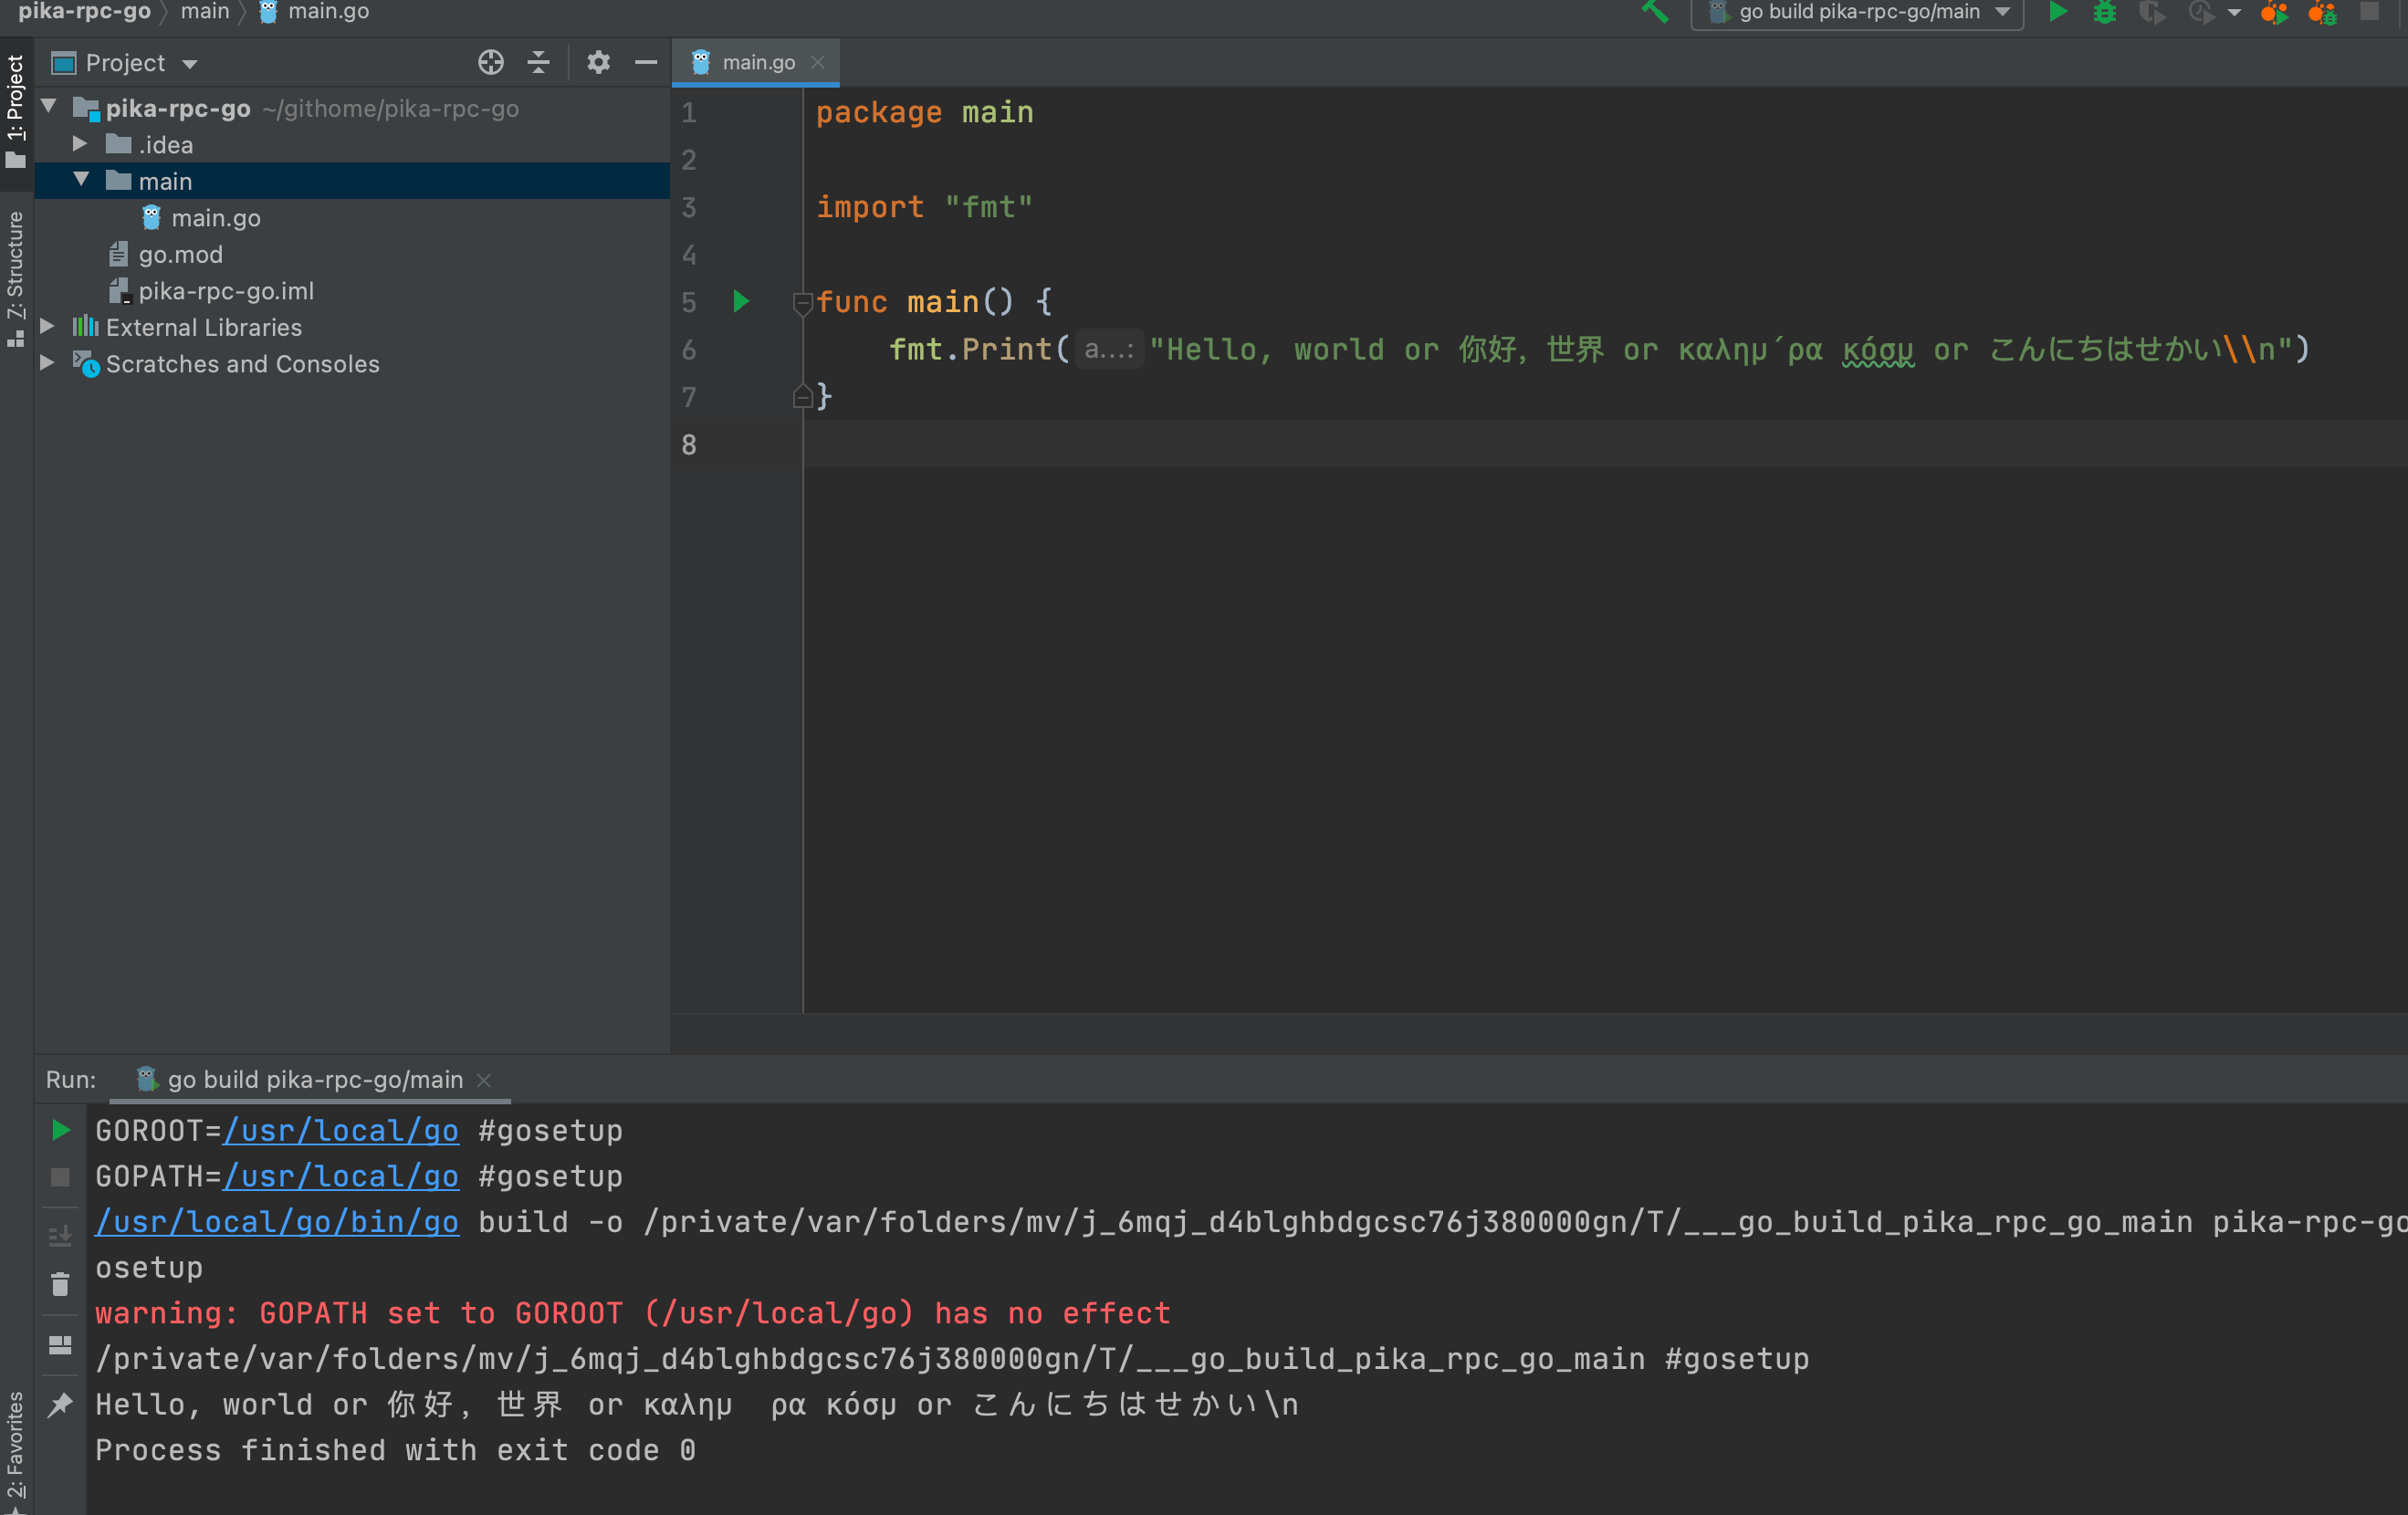 pika-rpc-go main main.go
go build pika-rpc-go/main
1: Project
7: Structure
2: Favorites
Project
pika-rpc-go ~/githome/pika-rpc-go
.idea
main
main.go
go.mod
pika-rpc-go.iml
External Libraries
Scratches and Consoles
main.go
1 package main
2
3 import "fmt"
4
5 func main() {
6 fmt.Print( a...: "Hello, world or 你好，世界 or καλημ´ρα κόσμ or こんにちはせかい\\n")
7 }
8
Run: go build pika-rpc-go/main
GOROOT=/usr/local/go #gosetup
GOPATH=/usr/local/go #gosetup
/usr/local/go/bin/go build -o /private/var/folders/mv/j_6mqj_d4blghbdgcsc76j380000gn/T/___go_build_pika_rpc_go_main pika-rpc-go
osetup
warning: GOPATH set to GOROOT (/usr/local/go) has no effect
/private/var/folders/mv/j_6mqj_d4blghbdgcsc76j380000gn/T/___go_build_pika_rpc_go_main #gosetup
Hello, world or 你好，世界 or καλημ ρα κόσμ or こんにちはせかい\n
Process finished with exit code 0